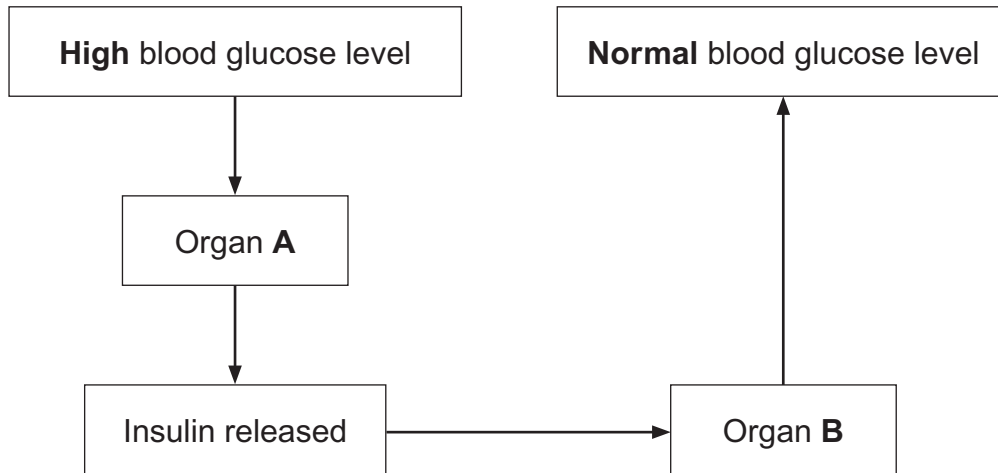 High blood glucose level
Normal blood glucose level
Organ A
Insulin released
Organ B